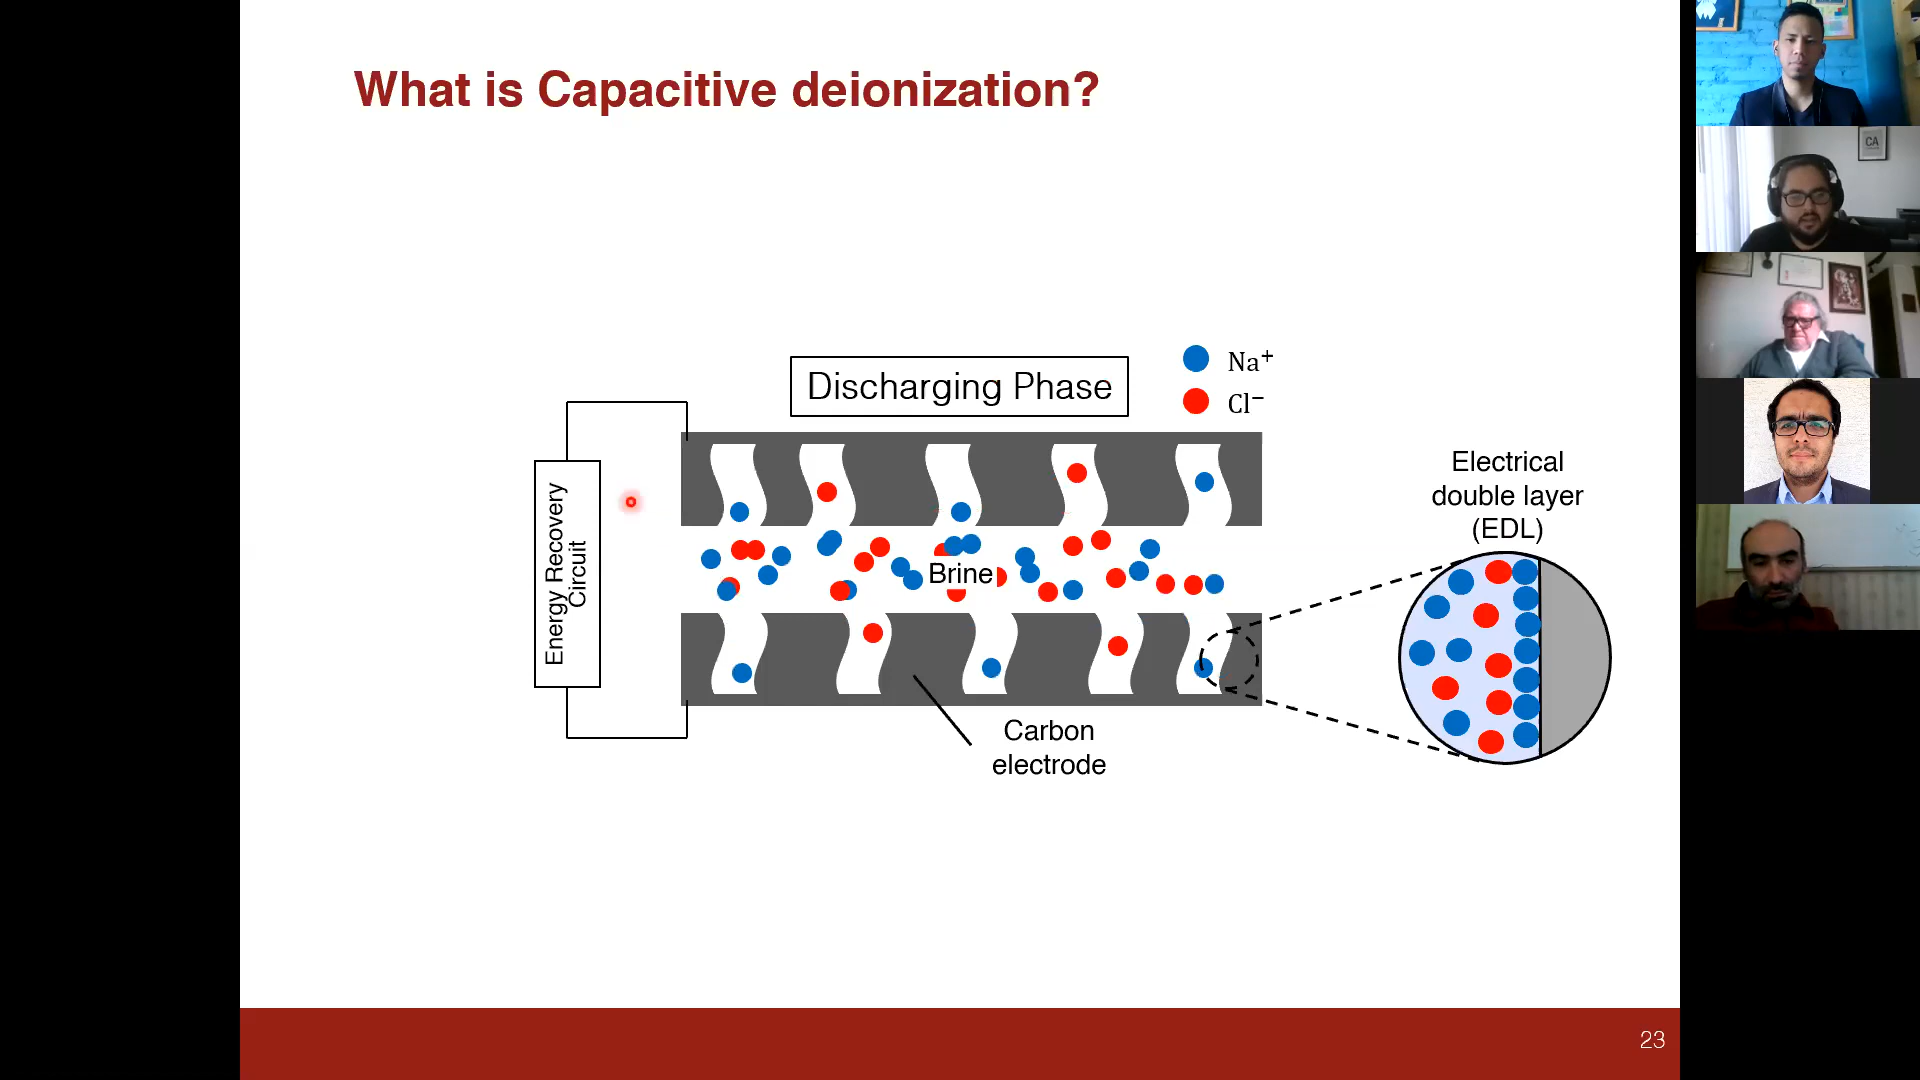 What is Capacitive deionization?
Discharging Phase
Na⁺
Cl⁻
Energy Recovery
Circuit
Brine
Carbon
electrode
Electrical
double layer
(EDL)
23
CA